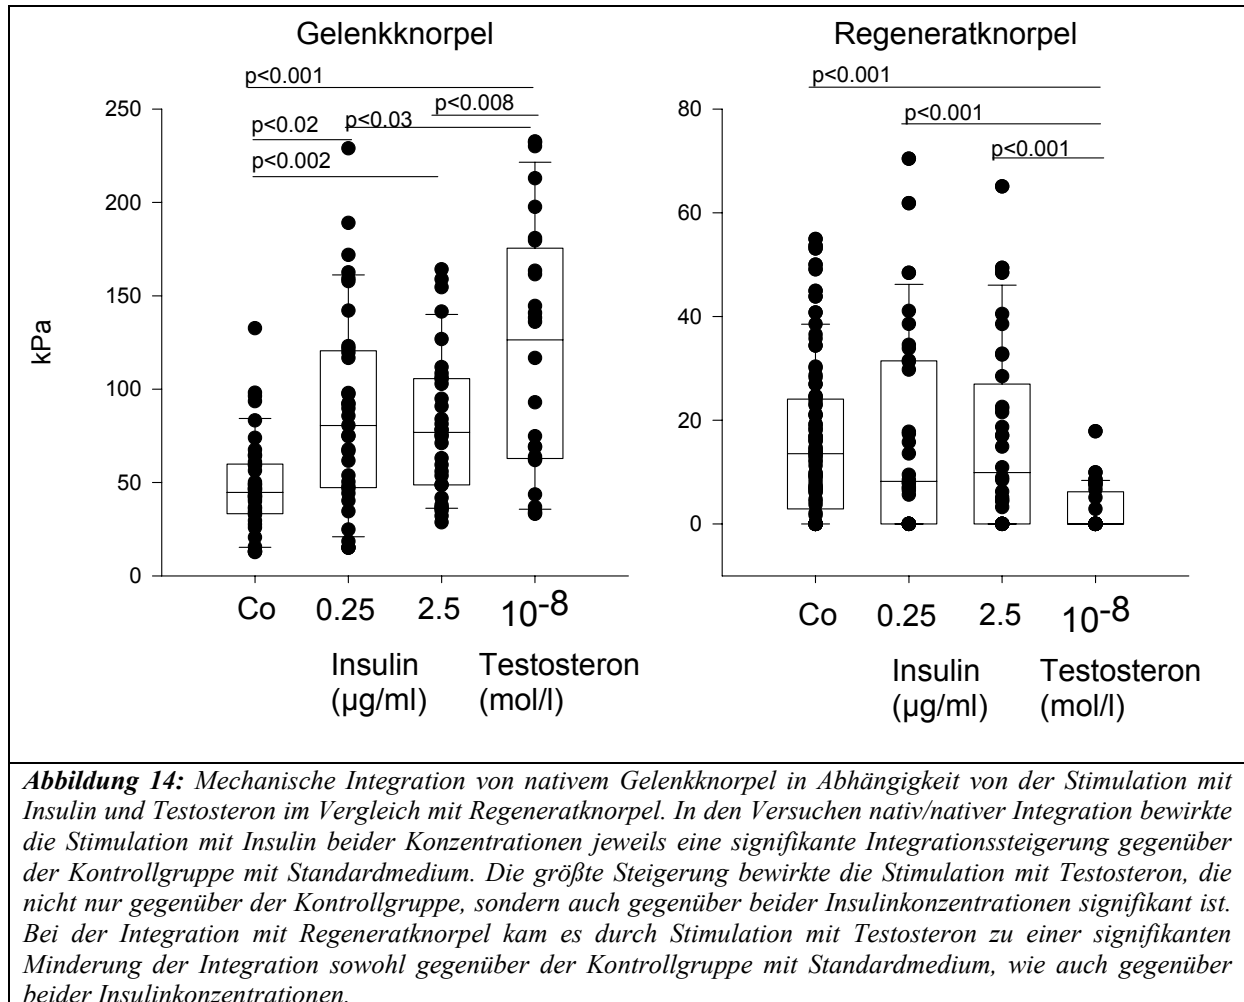 Gelenkknorpel
Regeneratknorpel
p<0.001
p<0.008
p<0.02
p<0.03
p<0.002
p<0.001
p<0.001
p<0.001
250
200
150
100
50
0
kPa
80
60
40
20
0
Co
0.25
2.5
10-8
Co
0.25
2.5
10-8
Insulin
(µg/ml)
Testosteron
(mol/l)
Insulin
(µg/ml)
Testosteron
(mol/l)
Abbildung 14: Mechanische Integration von nativem Gelenkknorpel in Abhängigkeit von der Stimulation mit
Insulin und Testosteron im Vergleich mit Regeneratknorpel. In den Versuchen nativ/nativer Integration bewirkte
die Stimulation mit Insulin beider Konzentrationen jeweils eine signifikante Integrationssteigerung gegenüber
der Kontrollgruppe mit Standardmedium. Die größte Steigerung bewirkte die Stimulation mit Testosteron, die
nicht nur gegenüber der Kontrollgruppe, sondern auch gegenüber beider Insulinkonzentrationen signifikant ist.
Bei der Integration mit Regeneratknorpel kam es durch Stimulation mit Testosteron zu einer signifikanten
Minderung der Integration sowohl gegenüber der Kontrollgruppe mit Standardmedium, wie auch gegenüber
beider Insulinkonzentrationen.